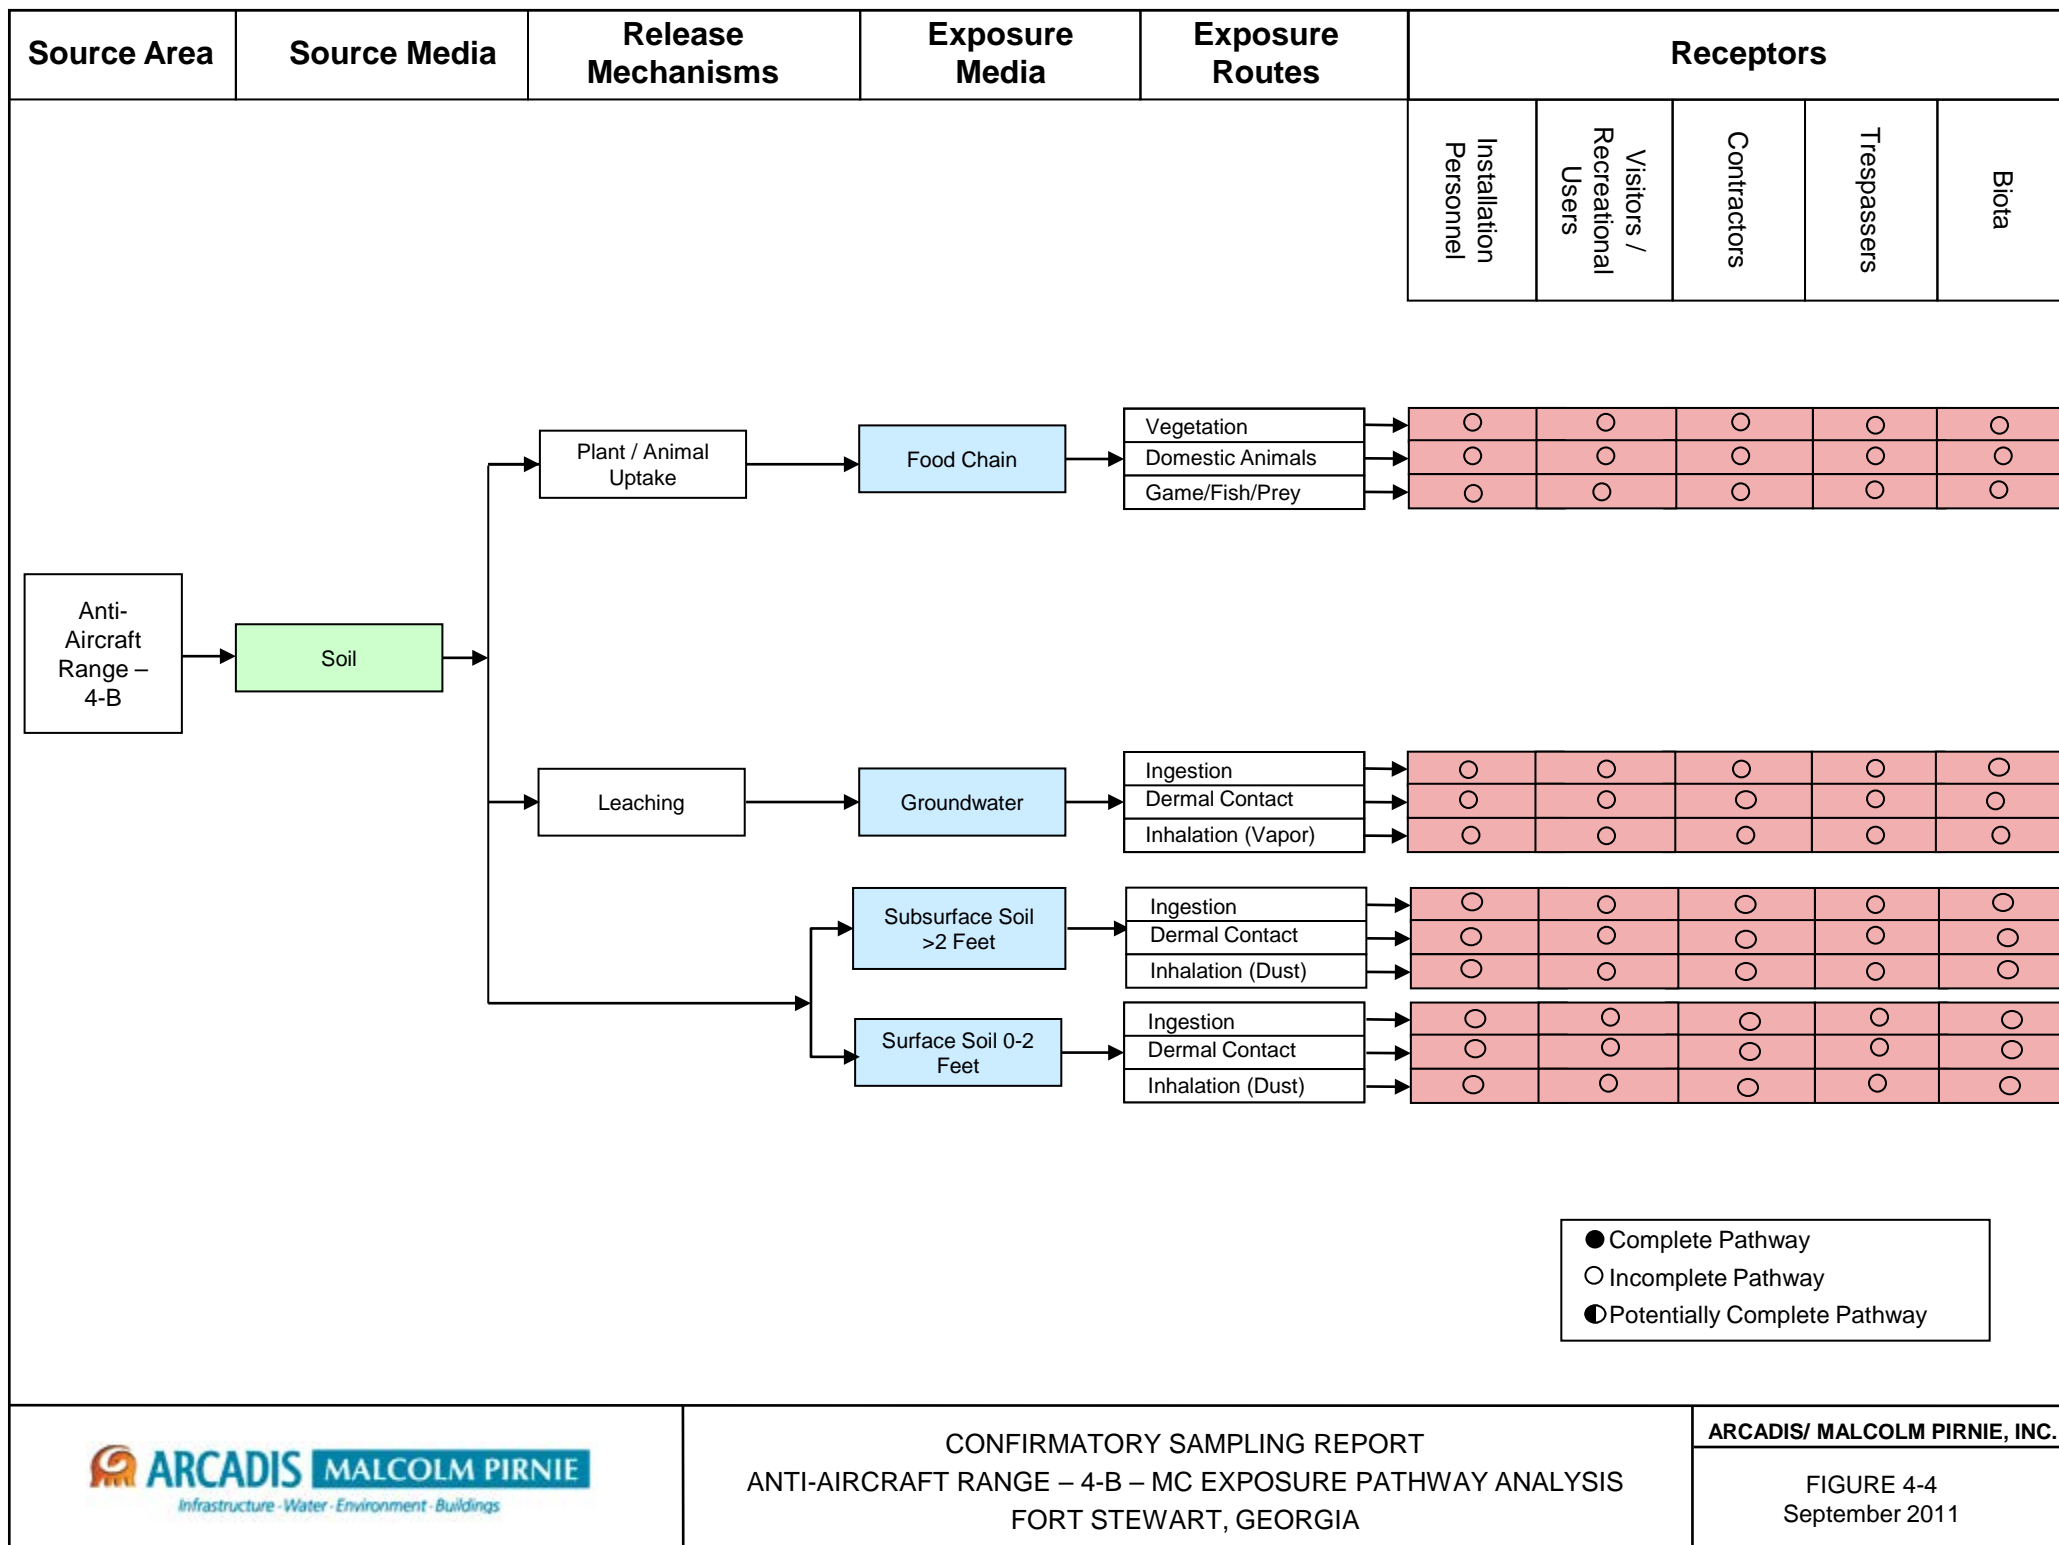 Source Area
Source Media
Release
Mechanisms
Exposure
Media
Exposure
Routes
Receptors
Installation
Personnel
Visitors /
Recreational
Users
Contractors
Trespassers
Biota
Plant / Animal
Uptake
Food Chain
Vegetation
Domestic Animals
Game/Fish/Prey
Anti-
Aircraft
Range –
4-B
Soil
Leaching
Groundwater
Ingestion
Dermal Contact
Inhalation (Vapor)
Subsurface Soil
>2 Feet
Ingestion
Dermal Contact
Inhalation (Dust)
Surface Soil 0-2
Feet
Ingestion
Dermal Contact
Inhalation (Dust)
Complete Pathway
Incomplete Pathway
Potentially Complete Pathway
ARCADIS MALCOLM PIRNIE
Infrastructure · Water · Environment · Buildings
CONFIRMATORY SAMPLING REPORT
ANTI-AIRCRAFT RANGE – 4-B – MC EXPOSURE PATHWAY ANALYSIS
FORT STEWART, GEORGIA
ARCADIS/ MALCOLM PIRNIE, INC.
FIGURE 4-4
September 2011